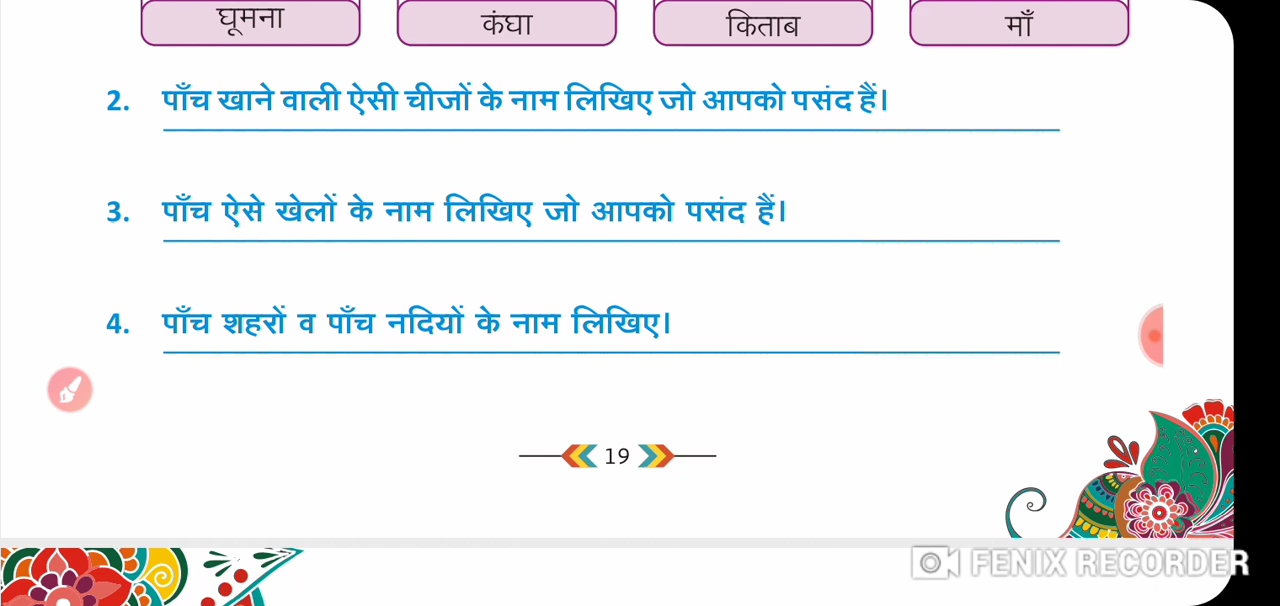 घूमना कंघा किताब माँ
2. पाँच खाने वाली ऐसी चीजों के नाम लिखिए जो आपको पसंद हैं।
3. पाँच ऐसे खेलों के नाम लिखिए जो आपको पसंद हैं।
4. पाँच शहरों व पाँच नदियों के नाम लिखिए।
19
FENIX RECORDER